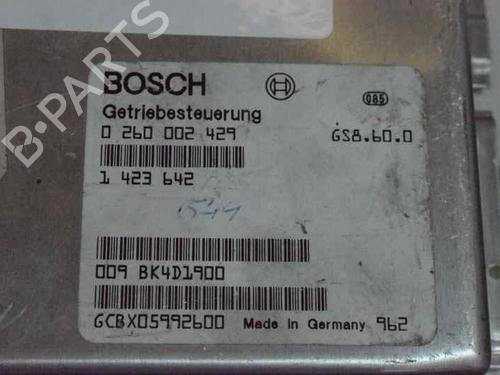 BOSCH
Getriebesteuerung
0 260 002 429
GS8.60.0
1 423 642
544
009 BK4D1900
GCBX05992600 Made in Germany 962
B-PARTS